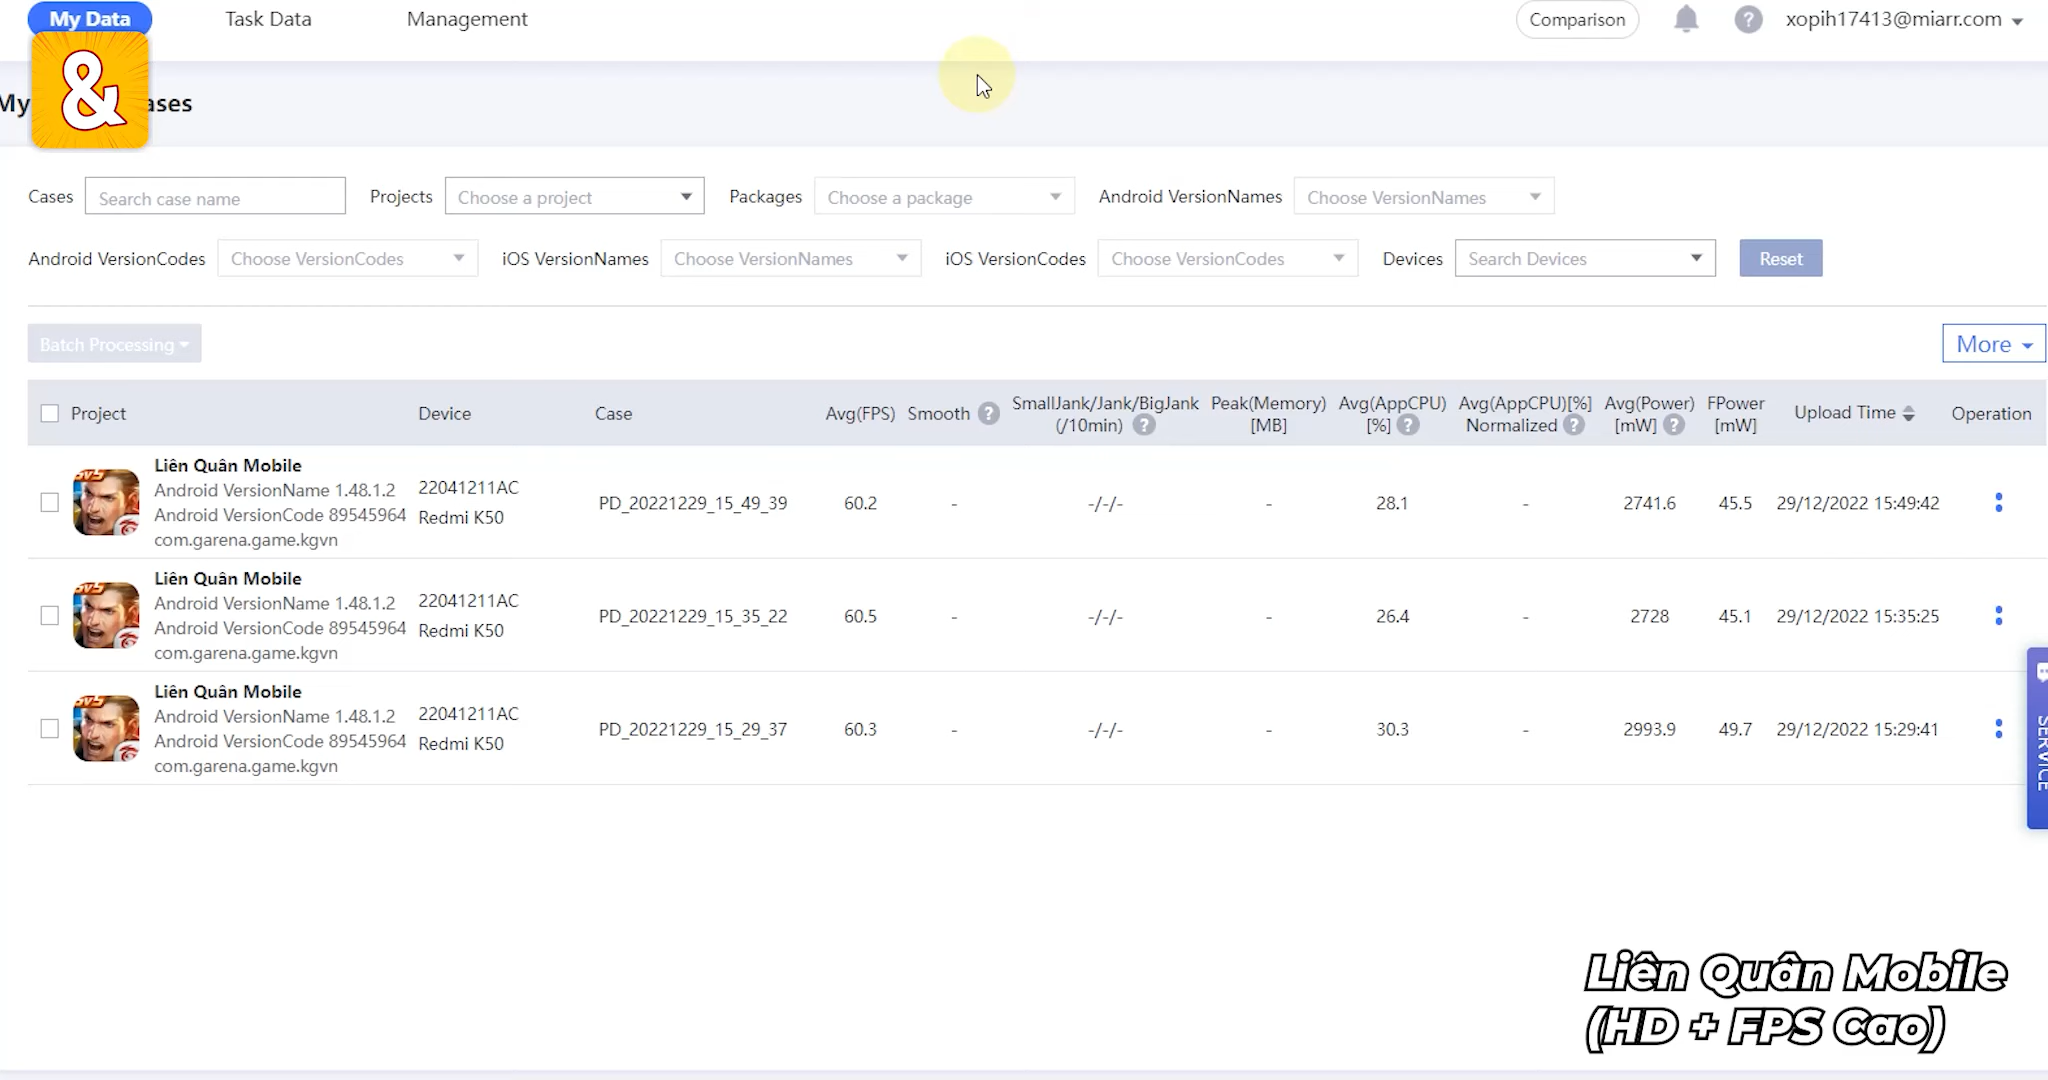 My Data
Task Data
Management
Comparison
?
xopih17413@miarr.com
&
My
ases
Cases
Search case name
Projects
Choose a project
Packages
Choose a package
Android VersionNames
Choose VersionNames
Android VersionCodes
Choose VersionCodes
iOS VersionNames
Choose VersionNames
iOS VersionCodes
Choose VersionCodes
Devices
Search Devices
Reset
Batch Processing
More
Project
Device
Case
Avg(FPS)
Smooth ?
SmallJank/Jank/BigJank
(/10min) ?
Peak(Memory)
[MB]
Avg(AppCPU)
[%] ?
Avg(AppCPU)[%]
Normalized ?
Avg(Power)
[mW] ?
FPower
[mW]
Upload Time
Operation
5v5
Liên Quân Mobile
Android VersionName 1.48.1.2
Android VersionCode 89545964
com.garena.game.kgvn
22041211AC
Redmi K50
PD_20221229_15_49_39
60.2
-
-/-/-
-
28.1
-
2741.6
45.5
29/12/2022 15:49:42
5v5
Liên Quân Mobile
Android VersionName 1.48.1.2
Android VersionCode 89545964
com.garena.game.kgvn
22041211AC
Redmi K50
PD_20221229_15_35_22
60.5
-
-/-/-
-
26.4
-
2728
45.1
29/12/2022 15:35:25
5v5
Liên Quân Mobile
Android VersionName 1.48.1.2
Android VersionCode 89545964
com.garena.game.kgvn
22041211AC
Redmi K50
PD_20221229_15_29_37
60.3
-
-/-/-
-
30.3
-
2993.9
49.7
29/12/2022 15:29:41
SERVICE
Liên Quân Mobile
(HD + FPS Cao)